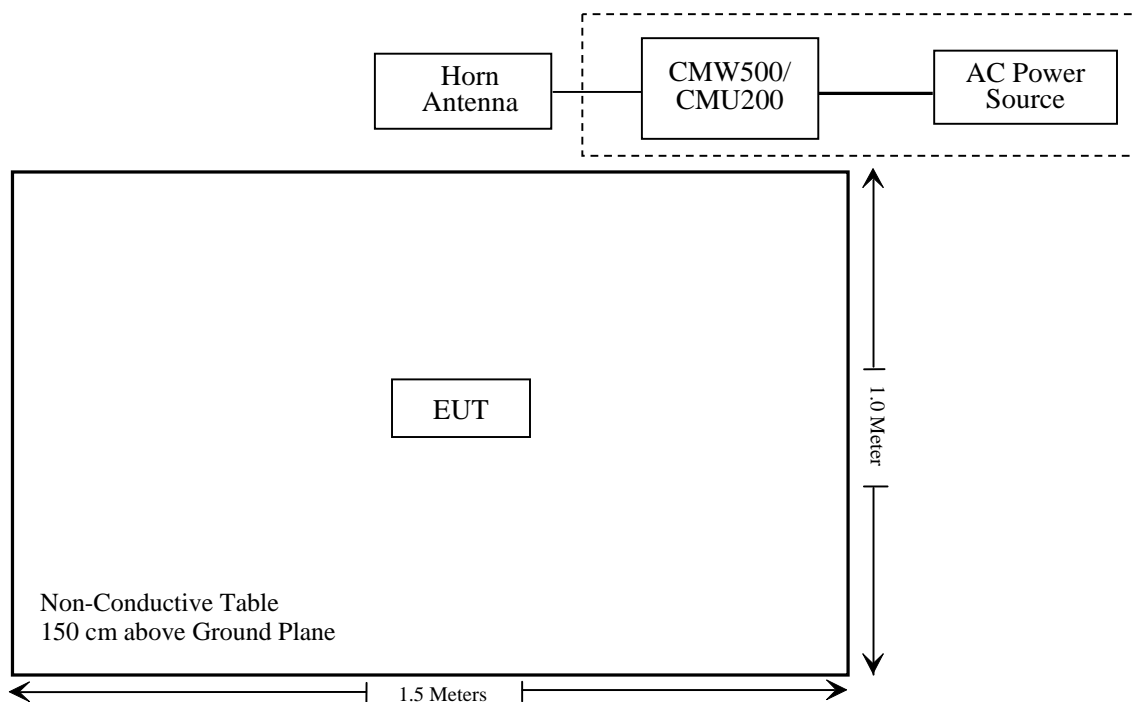 Horn
Antenna
CMW500/
CMU200
AC Power
Source
EUT
1.0 Meter
Non-Conductive Table
150 cm above Ground Plane
1.5 Meters